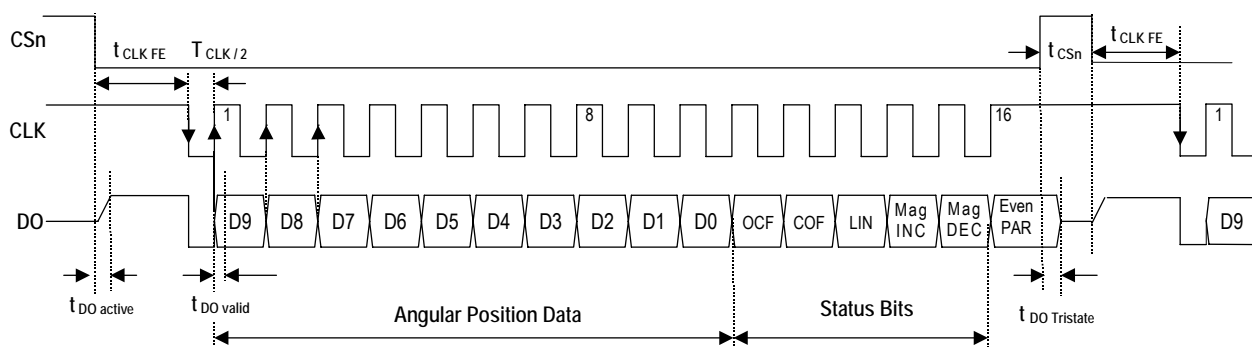 CSn
t CLK FE
T CLK / 2
t CSn
t CLK FE
CLK
1
8
16
1
DO
D9
D8
D7
D6
D5
D4
D3
D2
D1
D0
OCF
COF
LIN
Mag
INC
Mag
DEC
Even
PAR
D9
t DO active
t DO valid
Angular Position Data
Status Bits
t DO Tristate